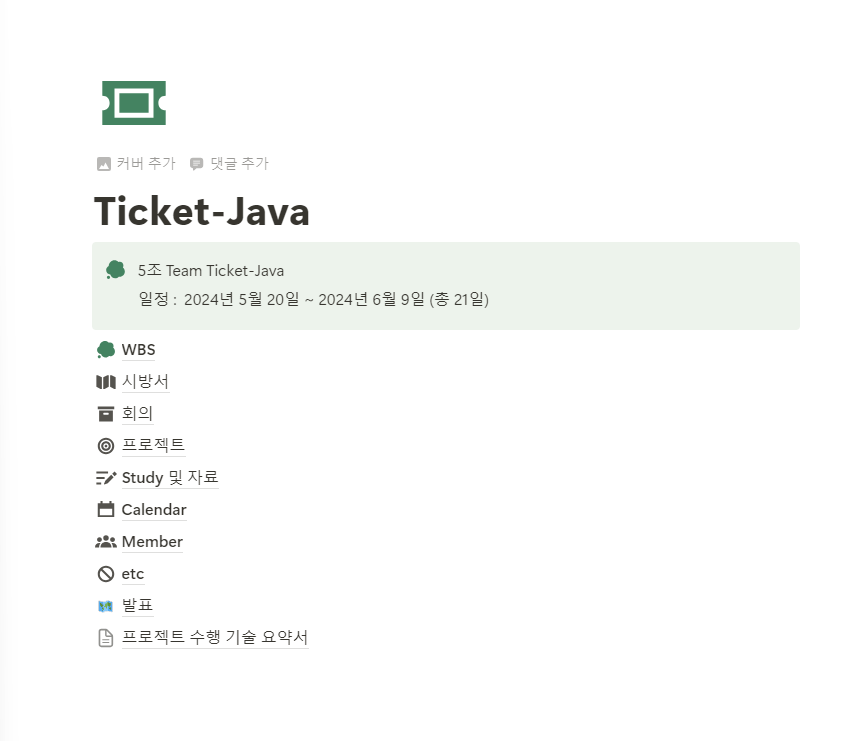 커버 추가 댓글 추가
Ticket-Java
5조 Team Ticket-Java
일정 : 2024년 5월 20일 ~ 2024년 6월 9일 (총 21일)
WBS
시방서
회의
프로젝트
Study 및 자료
Calendar
Member
etc
발표
프로젝트 수행 기술 요약서